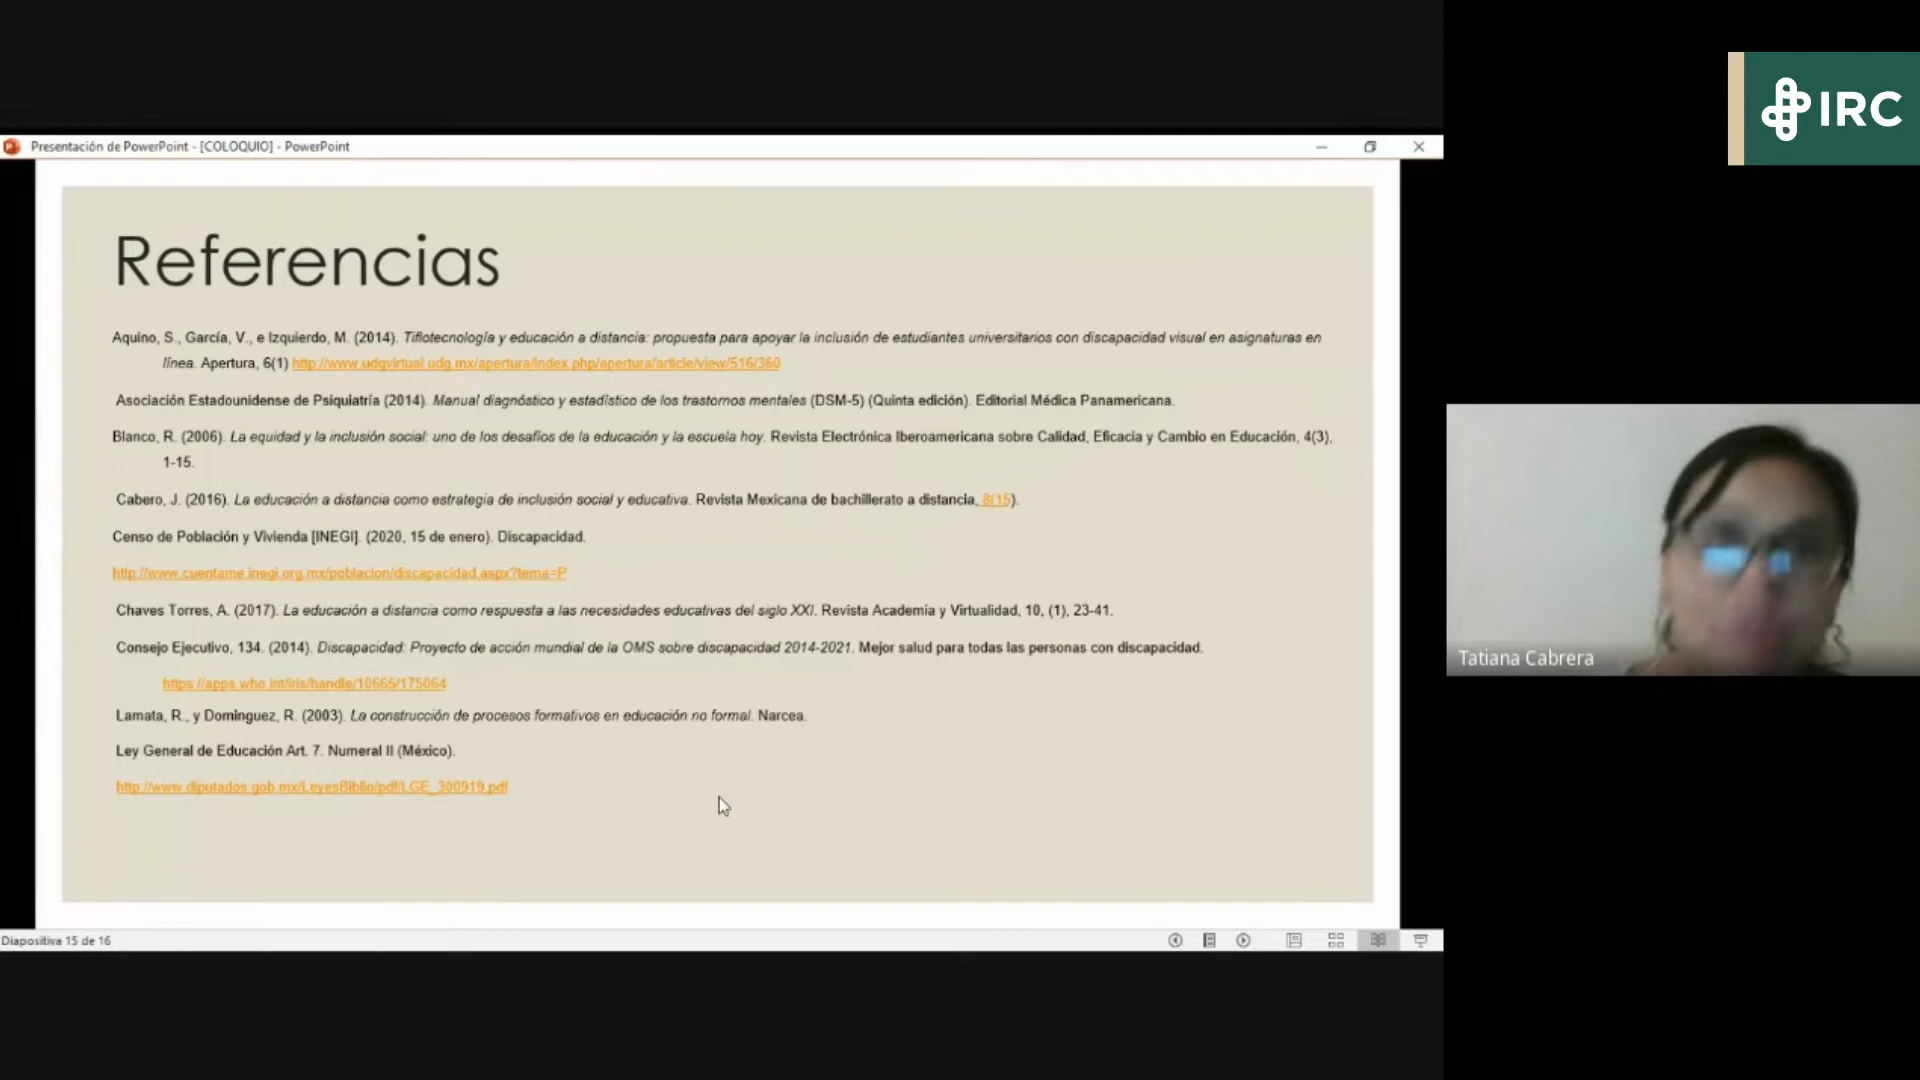 Presentación de PowerPoint - [COLOQUIO] - PowerPoint
IRC
Referencias
Aquino, S., García, V., e Izquierdo, M. (2014). Tiflotecnología y educación a distancia: propuesta para apoyar la inclusión de estudiantes universitarios con discapacidad visual en asignaturas en
línea. Apertura, 6(1) http://www.udgvirtual.udg.mx/apertura/index.php/apertura/article/view/516/360
Asociación Estadounidense de Psiquiatría (2014). Manual diagnóstico y estadístico de los trastornos mentales (DSM-5) (Quinta edición). Editorial Médica Panamericana.
Blanco, R. (2006). La equidad y la inclusión social: uno de los desafíos de la educación y la escuela hoy. Revista Electrónica Iberoamericana sobre Calidad, Eficacia y Cambio en Educación, 4(3),
1-15.
Cabero, J. (2016). La educación a distancia como estrategia de inclusión social y educativa. Revista Mexicana de bachillerato a distancia, 8(15).
Censo de Población y Vivienda [INEGI]. (2020, 15 de enero). Discapacidad.
http://www.cuentame.inegi.org.mx/poblacion/discapacidad.aspx?tema=P
Chaves Torres, A. (2017). La educación a distancia como respuesta a las necesidades educativas del siglo XXI. Revista Academia y Virtualidad, 10, (1), 23-41.
Consejo Ejecutivo, 134. (2014). Discapacidad: Proyecto de acción mundial de la OMS sobre discapacidad 2014-2021. Mejor salud para todas las personas con discapacidad.
https://apps.who.int/iris/handle/10665/175064
Lamata, R., y Domínguez, R. (2003). La construcción de procesos formativos en educación no formal. Narcea.
Ley General de Educación Art. 7. Numeral II (México).
http://www.diputados.gob.mx/LeyesBiblio/pdf/LGE_300919.pdf
Tatiana Cabrera
Diapositiva 15 de 16